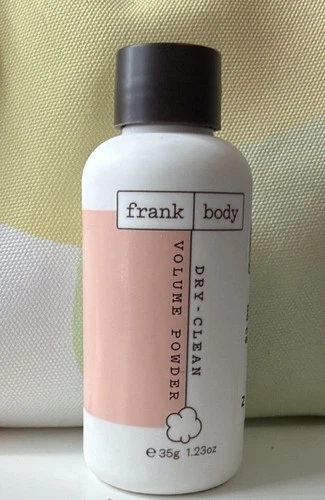 frank body
DRY-CLEAN
VOLUME POWDER
℮ 35g 1.23oz